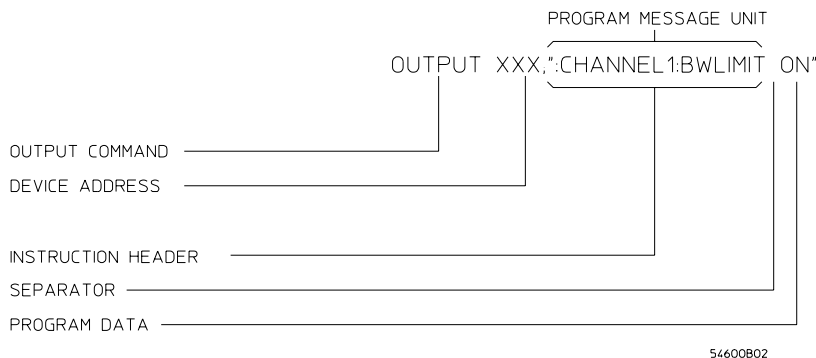 PROGRAM MESSAGE UNIT
OUTPUT XXX,":CHANNEL1:BWLIMIT ON"
OUTPUT COMMAND
DEVICE ADDRESS
INSTRUCTION HEADER
SEPARATOR
PROGRAM DATA
54600B02